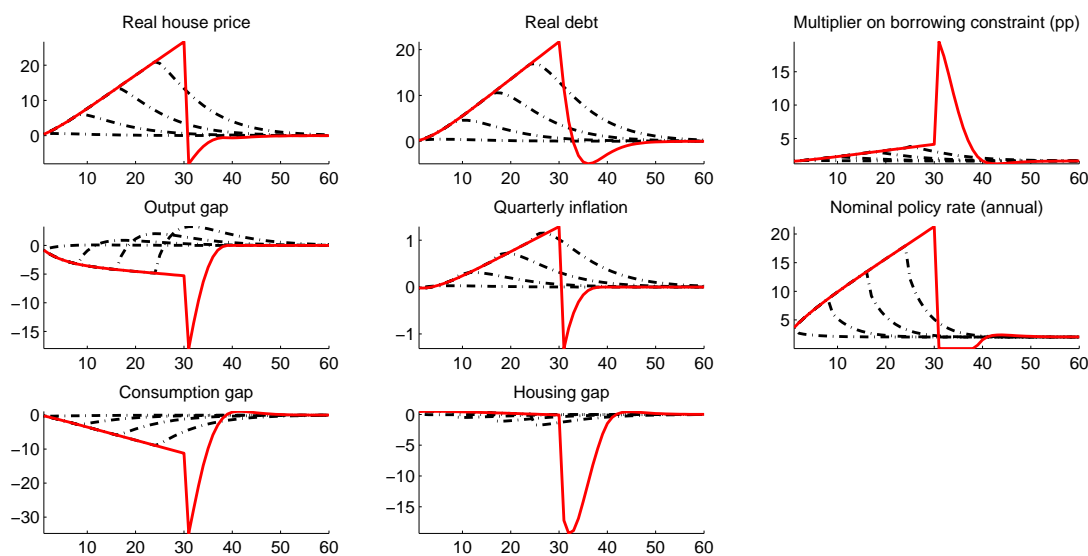 Real house price
Real debt
Multiplier on borrowing constraint (pp)
20
10
0
10 20 30 40 50 60
20
10
0
10 20 30 40 50 60
15
10
5
10 20 30 40 50 60
Output gap
Quarterly inflation
Nominal policy rate (annual)
0
−5
−10
−15
10 20 30 40 50 60
1
0
−1
10 20 30 40 50 60
20
15
10
5
10 20 30 40 50 60
Consumption gap
Housing gap
0
−10
−20
−30
10 20 30 40 50 60
0
−5
−10
−15
10 20 30 40 50 60